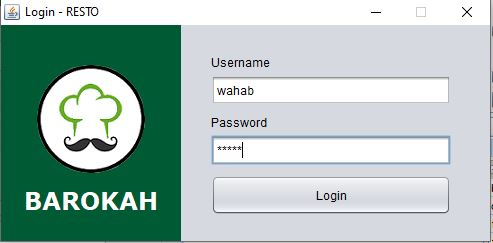 Login - RESTO
Username
wahab
Password
*****
Login
BAROKAH